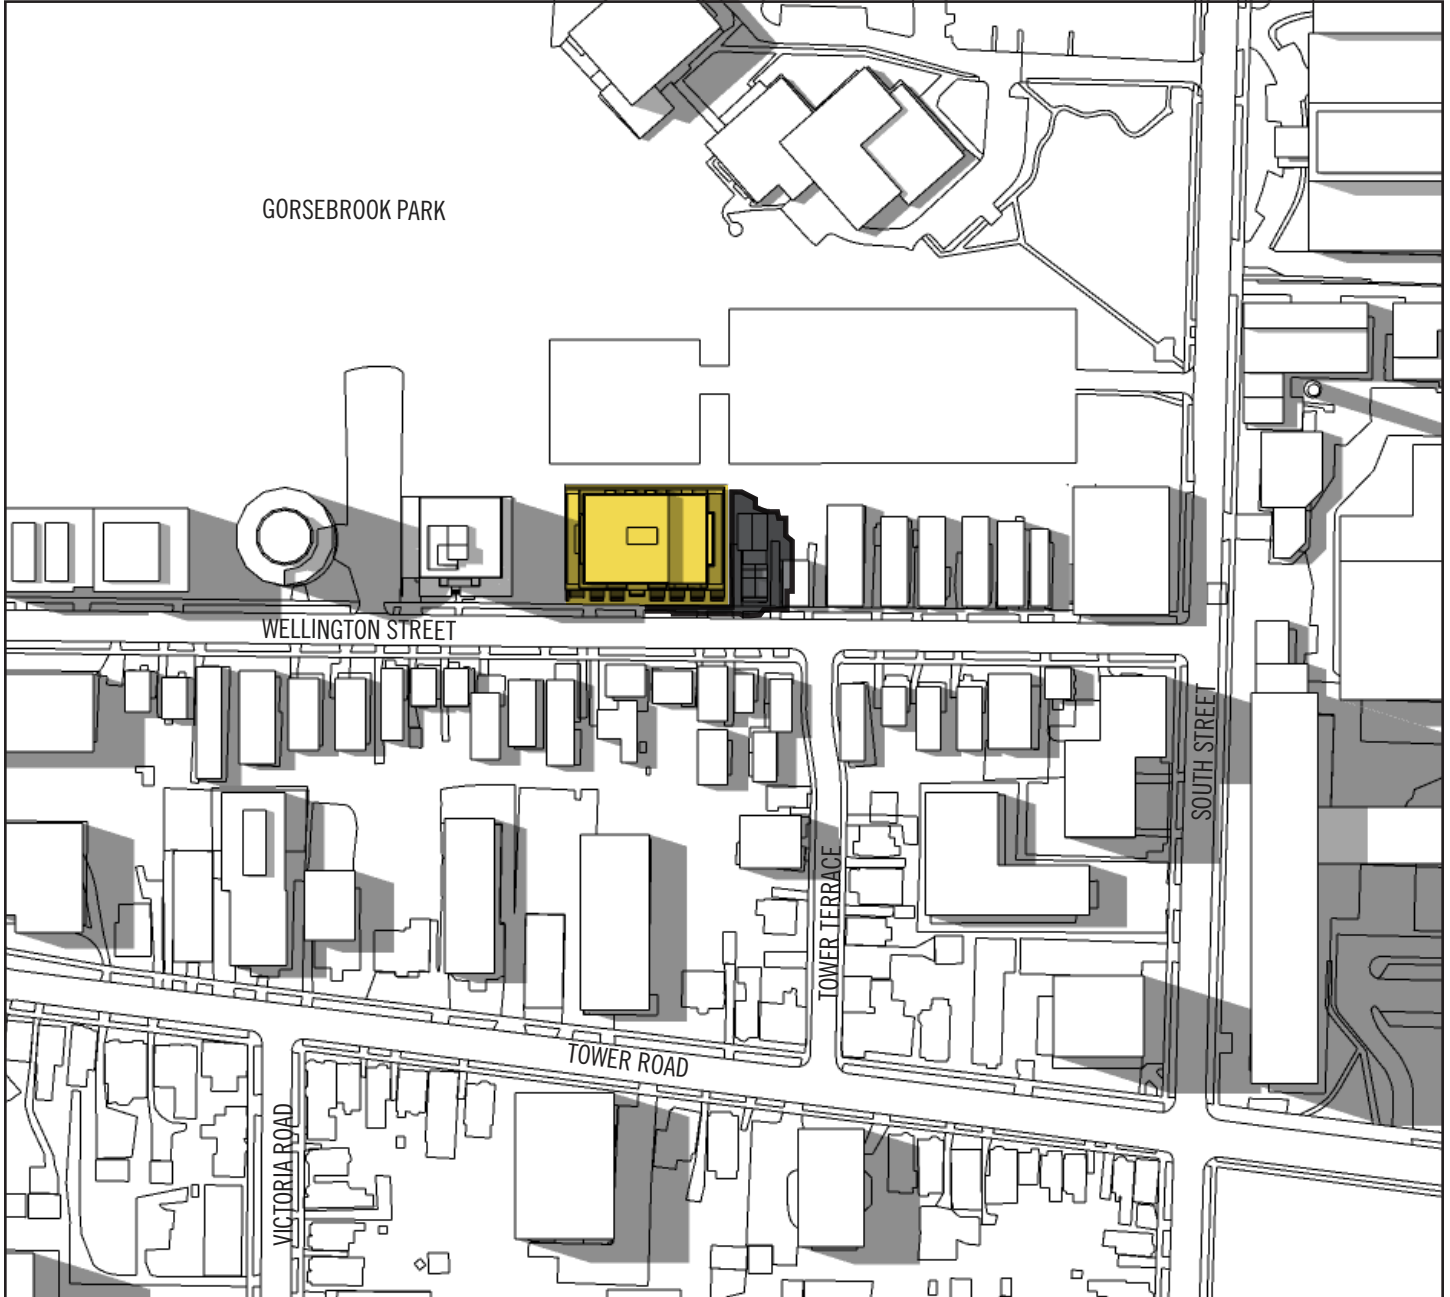 GORSEBROOK PARK
WELLINGTON STREET
SOUTH STREET
TOWER TERRACE
TOWER ROAD
VICTORIA ROAD